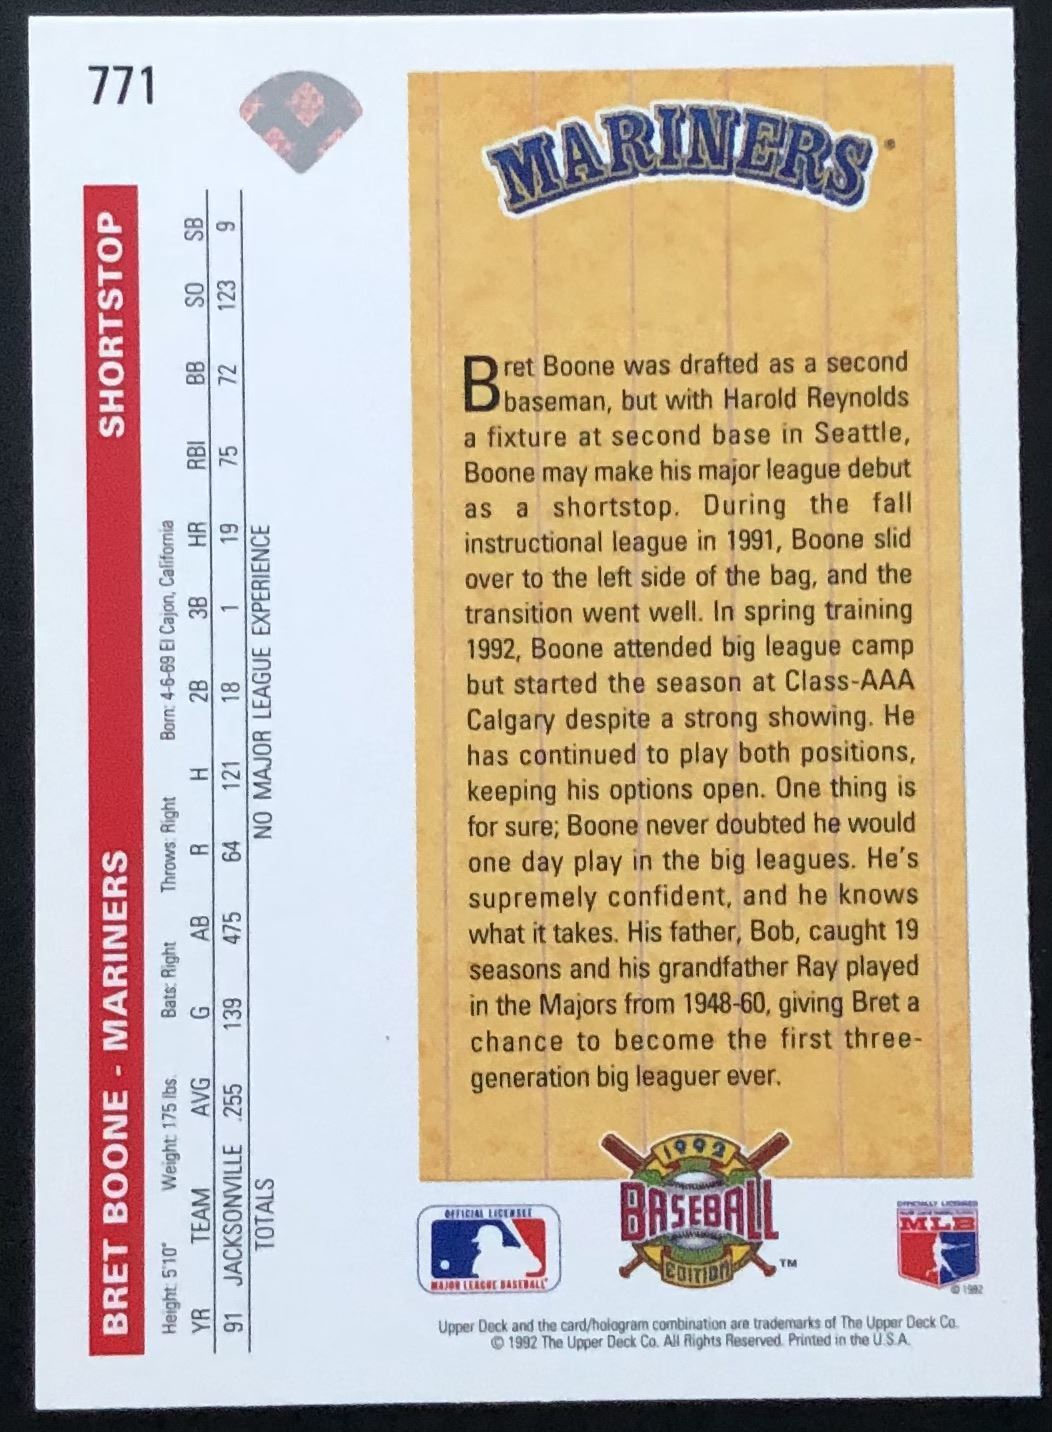 771
BRET BOONE - MARINERS SHORTSTOP
Height: 5'10" Weight: 175 lbs. Bats: Right Throws: Right Born: 4-6-69 El Cajon, California
YR TEAM AVG G AB R H 2B 3B HR RBI BB SO SB
91 JACKSONVILLE .255 139 475 64 121 18 1 19 75 72 123 9
TOTALS NO MAJOR LEAGUE EXPERIENCE
MARINERS
Bret Boone was drafted as a second
baseman, but with Harold Reynolds
a fixture at second base in Seattle,
Boone may make his major league debut
as a shortstop. During the fall
instructional league in 1991, Boone slid
over to the left side of the bag, and the
transition went well. In spring training
1992, Boone attended big league camp
but started the season at Class-AAA
Calgary despite a strong showing. He
has continued to play both positions,
keeping his options open. One thing is
for sure; Boone never doubted he would
one day play in the big leagues. He's
supremely confident, and he knows
what it takes. His father, Bob, caught 19
seasons and his grandfather Ray played
in the Majors from 1948-60, giving Bret a
chance to become the first three-
generation big leaguer ever.
OFFICIAL LICENSEE
MAJOR LEAGUE BASEBALL
1992
BASEBALL
EDITION
TM
OFFICIALLY LICENSED
MLB
© 1992
Upper Deck and the card/hologram combination are trademarks of The Upper Deck Co.
© 1992 The Upper Deck Co. All Rights Reserved. Printed in the U.S.A.